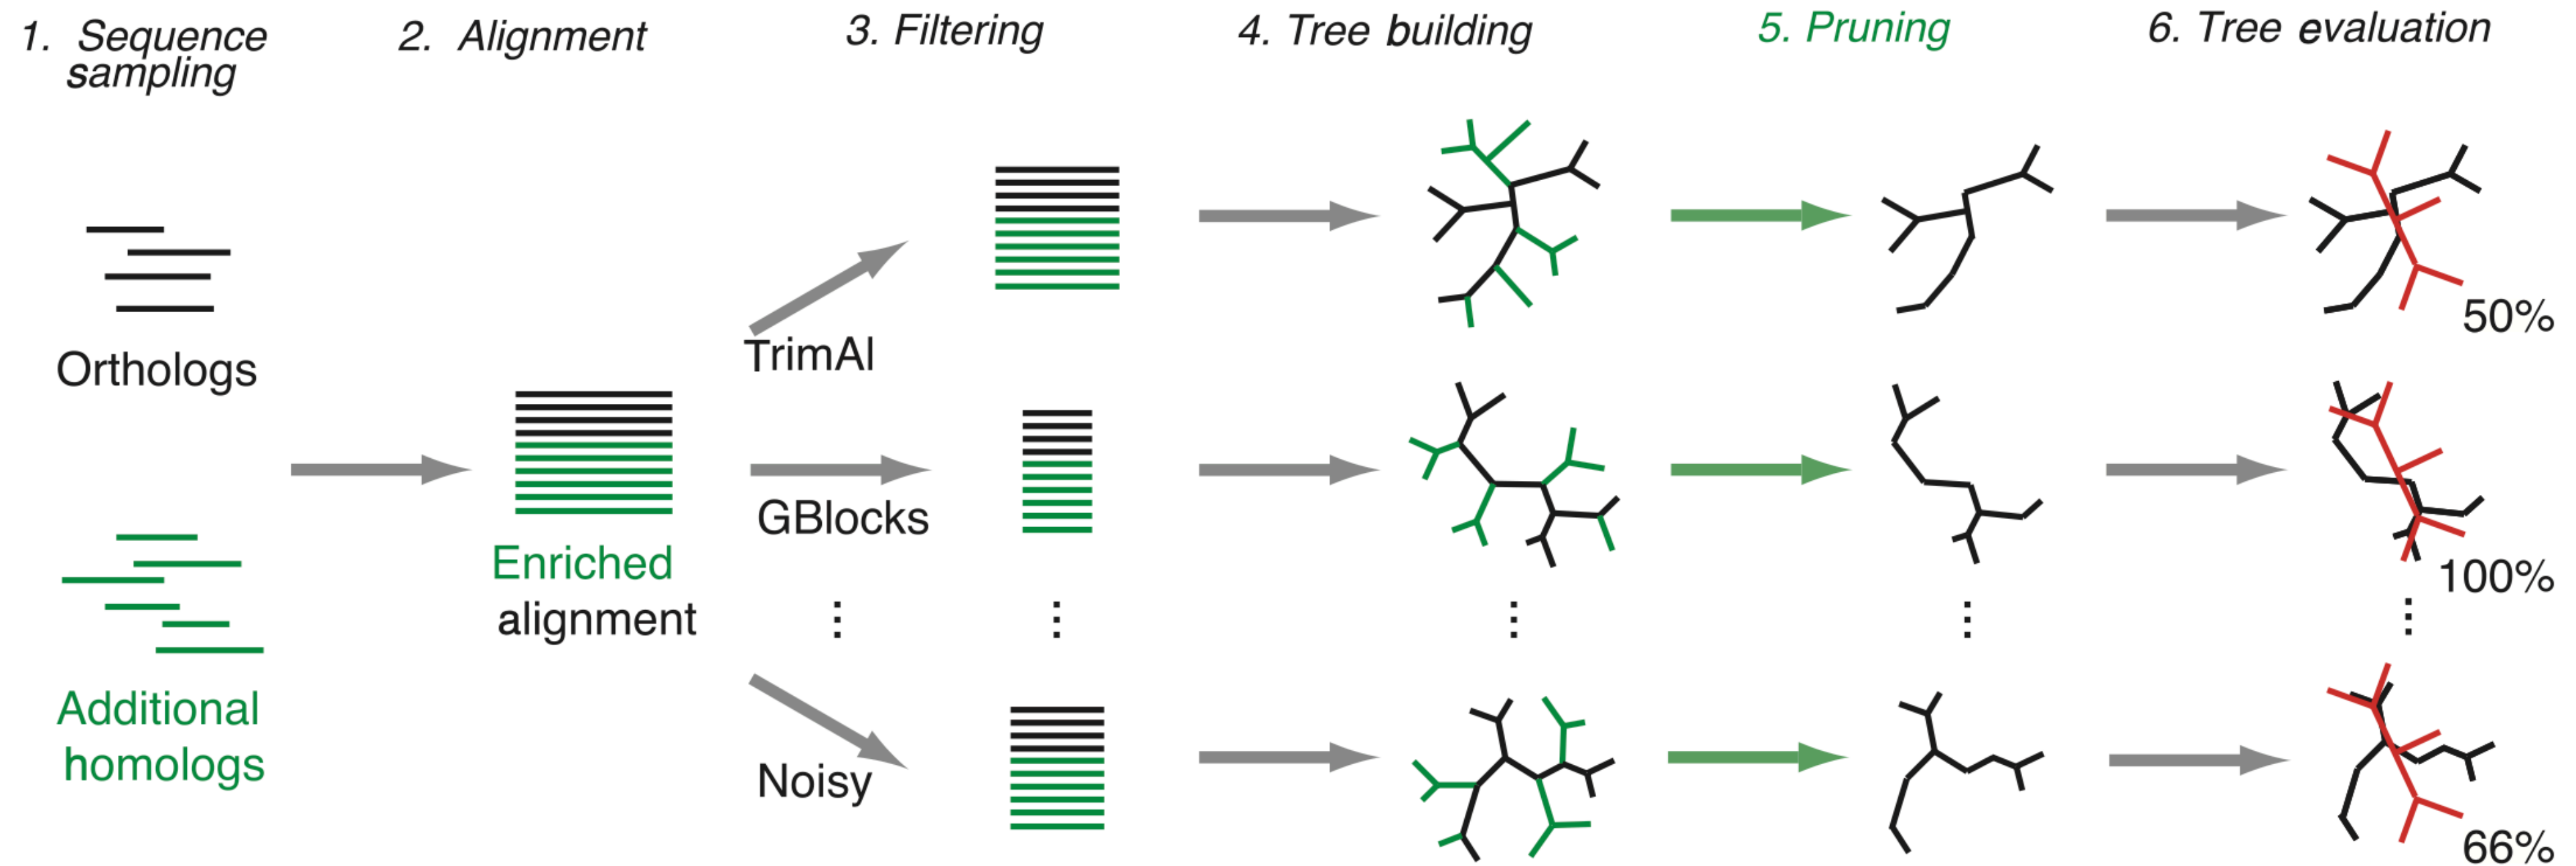 1. Sequence
sampling
2. Alignment
3. Filtering
4. Tree building
5. Pruning
6. Tree evaluation
Orthologs
Additional
homologs
Enriched
alignment
TrimAl
GBlocks
Noisy
50%
100%
66%